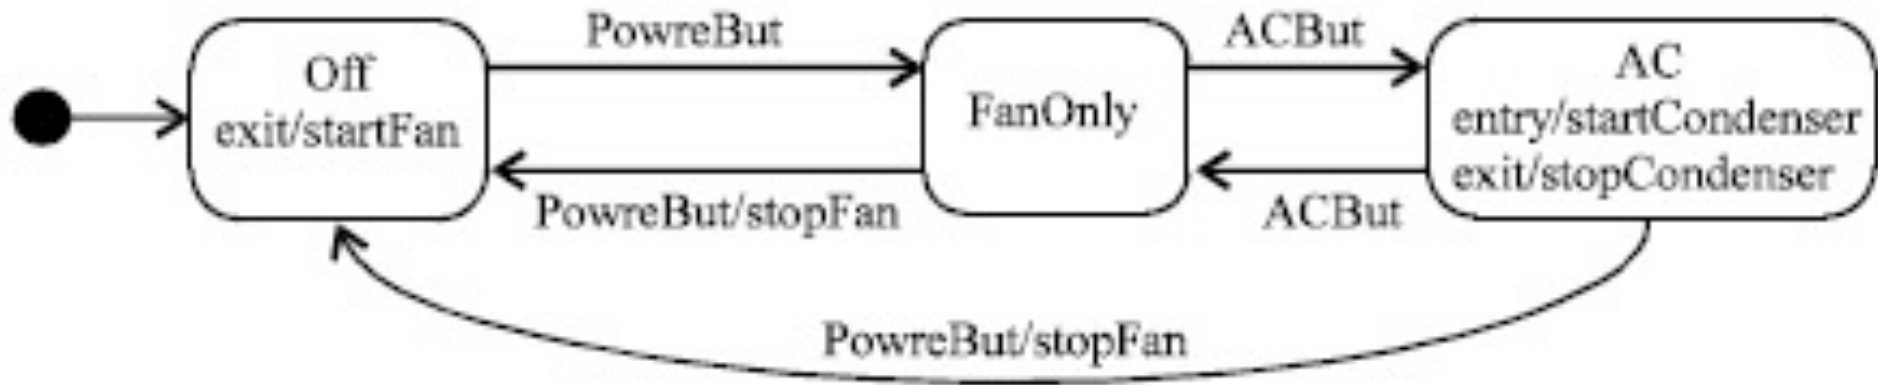 PowreBut
ACBut
Off
exit/startFan
FanOnly
AC
entry/startCondenser
exit/stopCondenser
PowreBut/stopFan
ACBut
PowreBut/stopFan